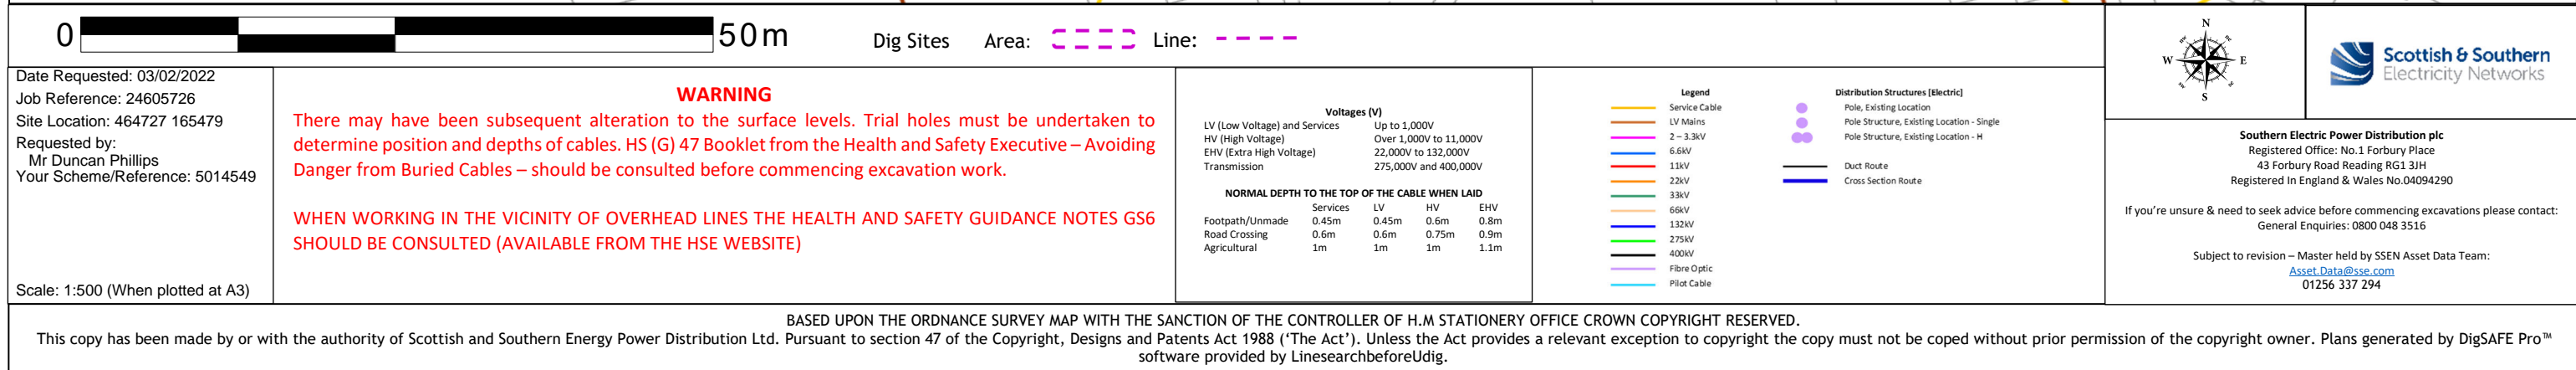 0
50m
Dig Sites Area: Line:
N
W E
S
Scottish & Southern
Electricity Networks
Date Requested: 03/02/2022
Job Reference: 24605726
Site Location: 464727 165479
Requested by:
Mr Duncan Phillips
Your Scheme/Reference: 5014549
Scale: 1:500 (When plotted at A3)
WARNING
There may have been subsequent alteration to the surface levels. Trial holes must be undertaken to
determine position and depths of cables. HS (G) 47 Booklet from the Health and Safety Executive – Avoiding
Danger from Buried Cables – should be consulted before commencing excavation work.
WHEN WORKING IN THE VICINITY OF OVERHEAD LINES THE HEALTH AND SAFETY GUIDANCE NOTES GS6
SHOULD BE CONSULTED (AVAILABLE FROM THE HSE WEBSITE)
Voltages (V)
LV (Low Voltage) and Services Up to 1,000V
HV (High Voltage) Over 1,000V to 11,000V
EHV (Extra High Voltage) 22,000V to 132,000V
Transmission 275,000V and 400,000V
NORMAL DEPTH TO THE TOP OF THE CABLE WHEN LAID
Services LV HV EHV
Footpath/Unmade 0.45m 0.45m 0.6m 0.8m
Road Crossing 0.6m 0.6m 0.75m 0.9m
Agricultural 1m 1m 1m 1.1m
Legend
Service Cable
LV Mains
2 – 3.3kV
6.6kV
11kV
22kV
33kV
66kV
132kV
275kV
400kV
Fibre Optic
Pilot Cable
Distribution Structures [Electric]
Pole, Existing Location
Pole Structure, Existing Location - Single
Pole Structure, Existing Location - H
Duct Route
Cross Section Route
Southern Electric Power Distribution plc
Registered Office: No.1 Forbury Place
43 Forbury Road Reading RG1 3JH
Registered In England & Wales No.04094290
If you're unsure & need to seek advice before commencing excavations please contact:
General Enquiries: 0800 048 3516
Subject to revision – Master held by SSEN Asset Data Team:
Asset.Data@sse.com
01256 337 294
BASED UPON THE ORDNANCE SURVEY MAP WITH THE SANCTION OF THE CONTROLLER OF H.M STATIONERY OFFICE CROWN COPYRIGHT RESERVED.
This copy has been made by or with the authority of Scottish and Southern Energy Power Distribution Ltd. Pursuant to section 47 of the Copyright, Designs and Patents Act 1988 ('The Act'). Unless the Act provides a relevant exception to copyright the copy must not be coped without prior permission of the copyright owner. Plans generated by DigSAFE Pro™
software provided by LinesearchbeforeUdig.